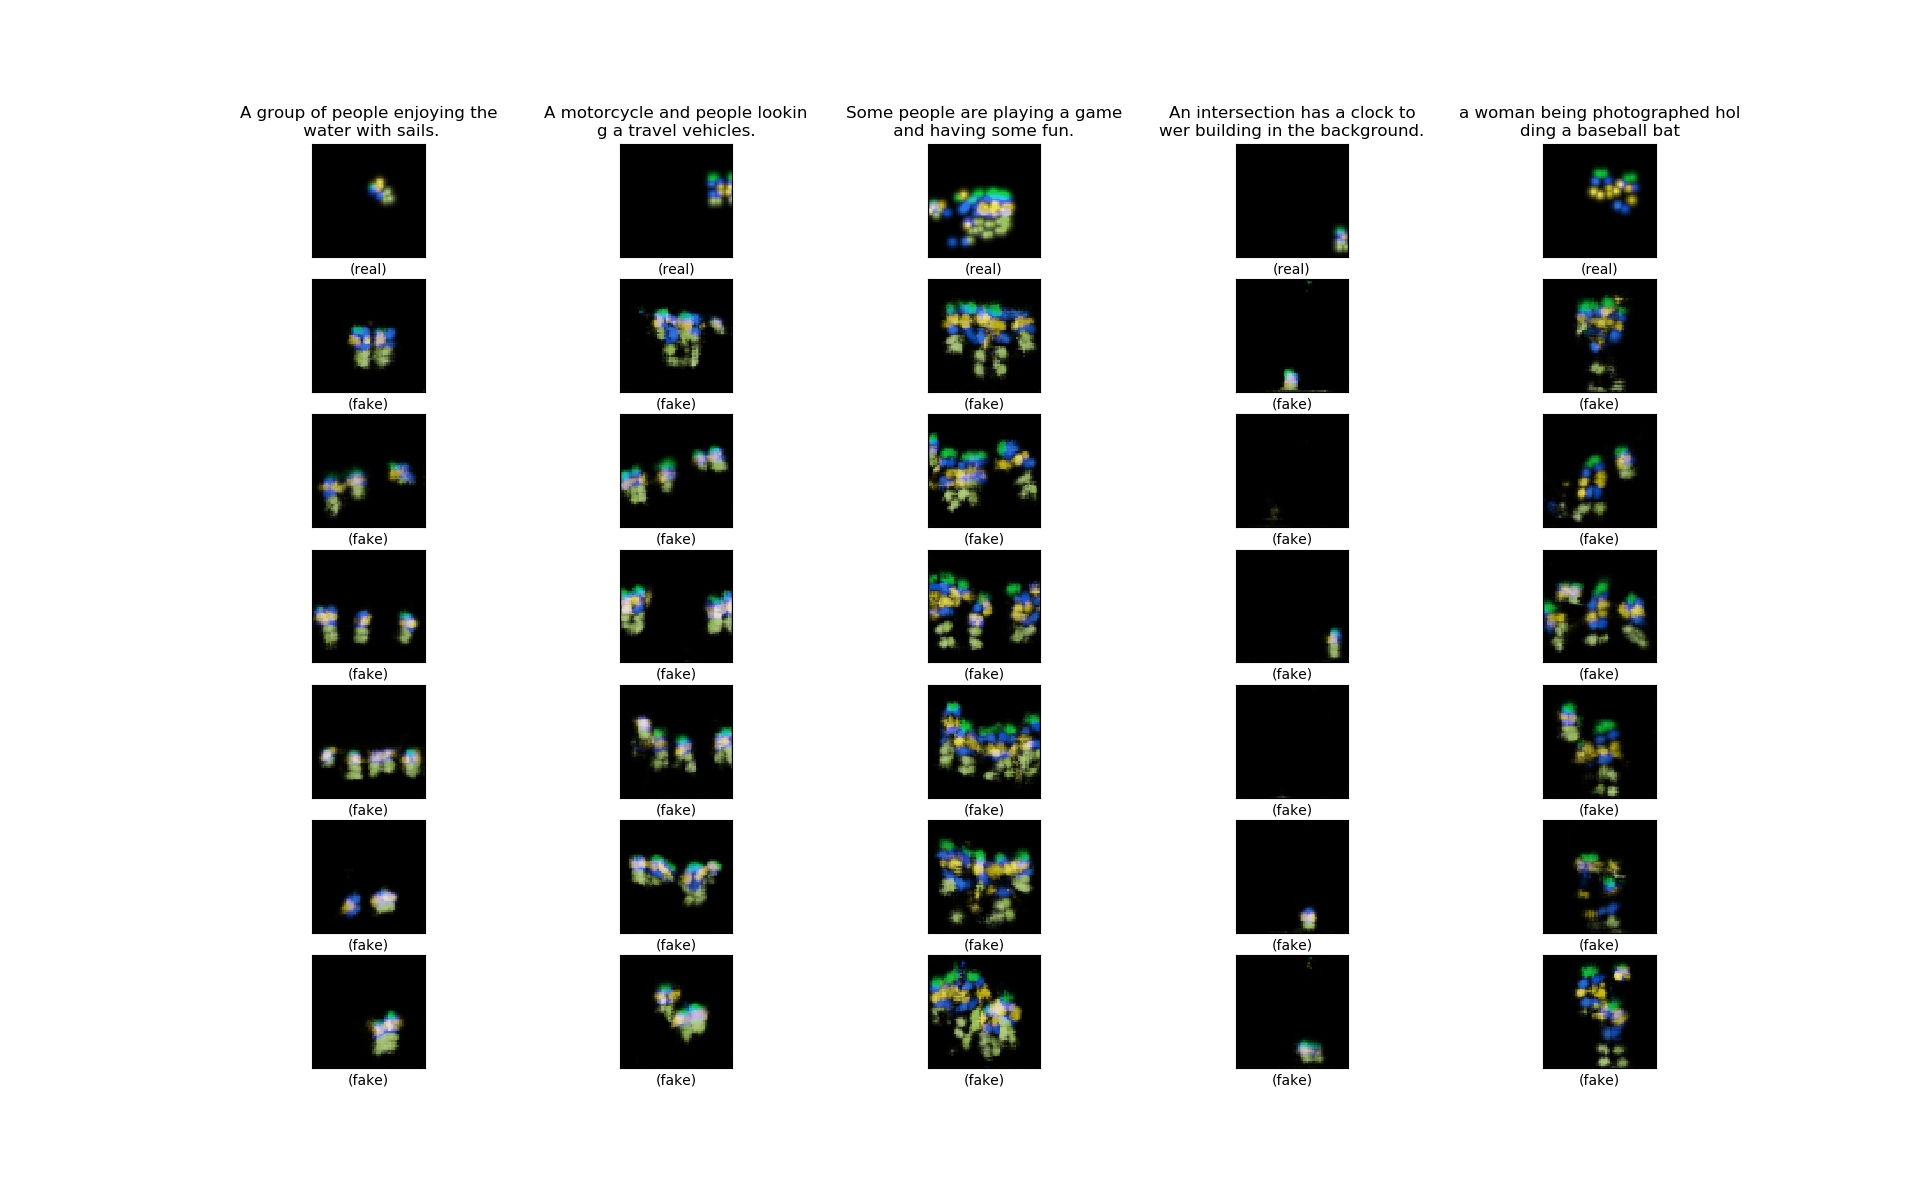 A group of people enjoying the
water with sails.
A motorcycle and people lookin
g a travel vehicles.
Some people are playing a game
and having some fun.
An intersection has a clock to
wer building in the background.
a woman being photographed hol
ding a baseball bat
(real) (real) (real) (real) (real)
(fake) (fake) (fake) (fake) (fake)
(fake) (fake) (fake) (fake) (fake)
(fake) (fake) (fake) (fake) (fake)
(fake) (fake) (fake) (fake) (fake)
(fake) (fake) (fake) (fake) (fake)
(fake) (fake) (fake) (fake) (fake)